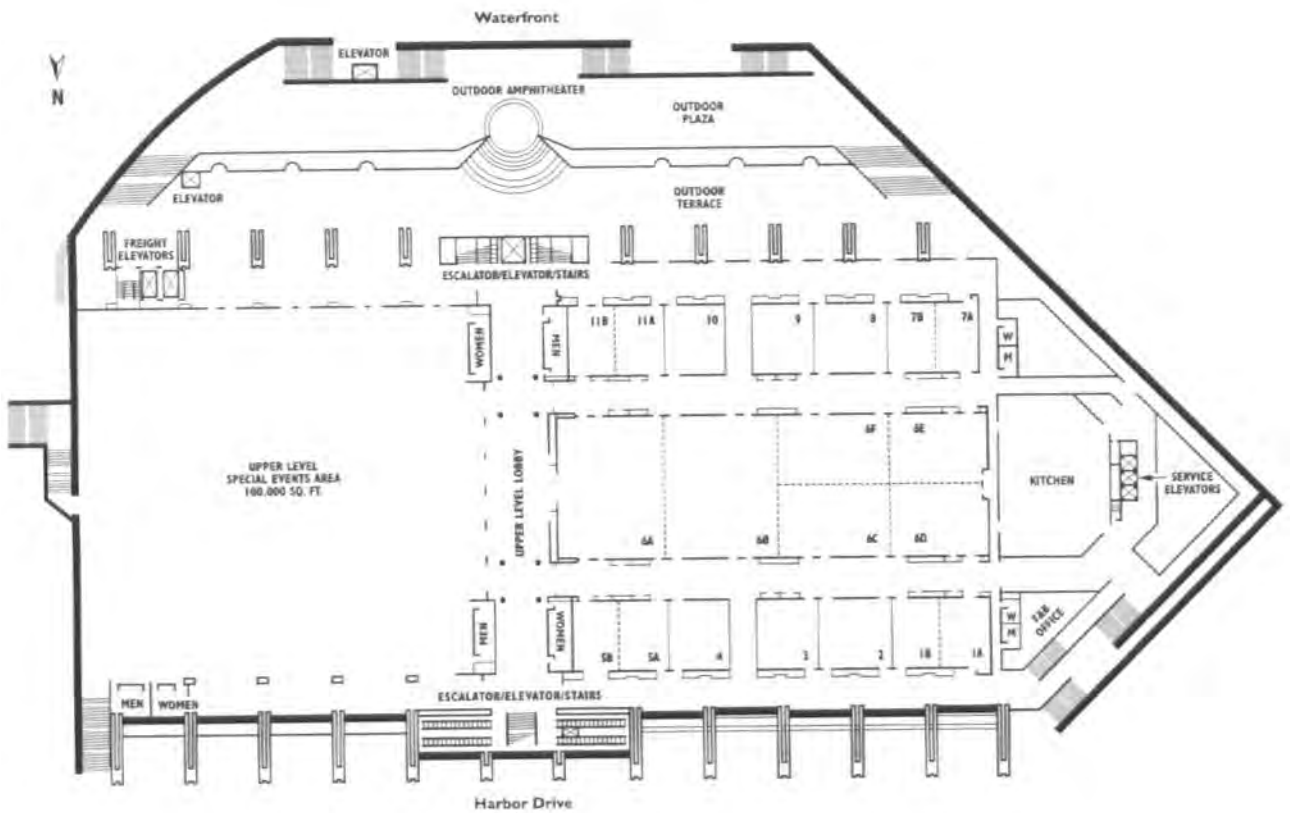 Waterfront
N
ELEVATOR
OUTDOOR AMPHITHEATER
OUTDOOR
PLAZA
ELEVATOR
OUTDOOR
TERRACE
FREIGHT
ELEVATORS
ESCALATOR/ELEVATOR/STAIRS
WOMEN
MEN
11B
11A
10
9
8
7B
7A
W
M
UPPER LEVEL
SPECIAL EVENTS AREA
100,000 SQ. FT.
UPPER LEVEL LOBBY
6F
6E
KITCHEN
SERVICE
ELEVATORS
6A
6B
6C
6D
MEN
WOMEN
5B
5A
4
3
2
1B
1A
W
M
F&B
OFFICE
MEN
WOMEN
ESCALATOR/ELEVATOR/STAIRS
Harbor Drive